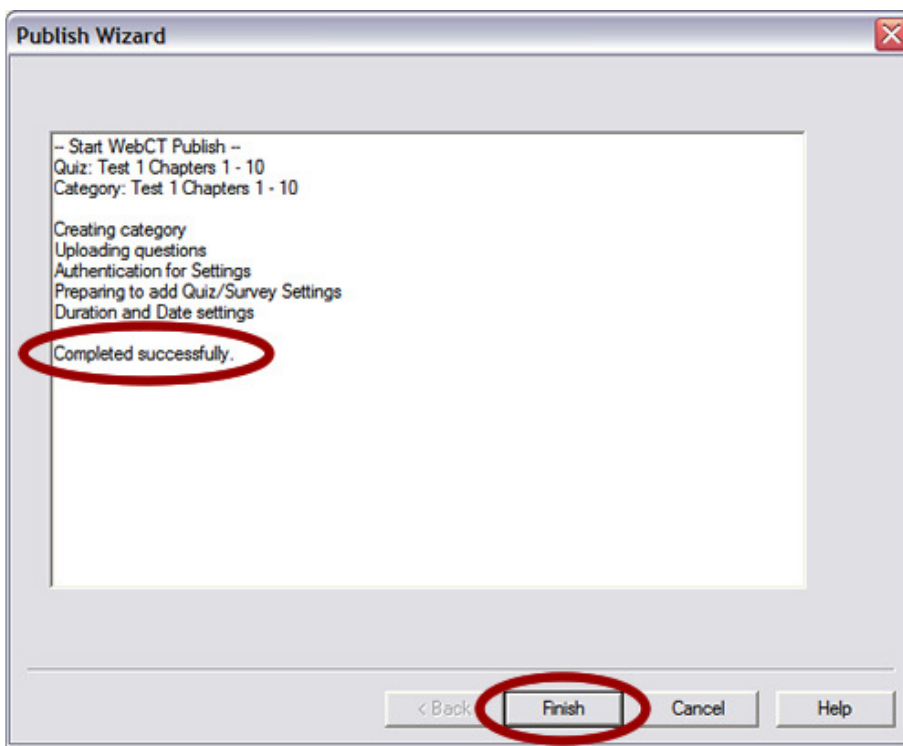 Publish Wizard
-- Start WebCT Publish --
Quiz: Test 1 Chapters 1 - 10
Category: Test 1 Chapters 1 - 10
Creating category
Uploading questions
Authentication for Settings
Preparing to add Quiz/Survey Settings
Duration and Date settings
Completed successfully.
< Back Finish Cancel Help